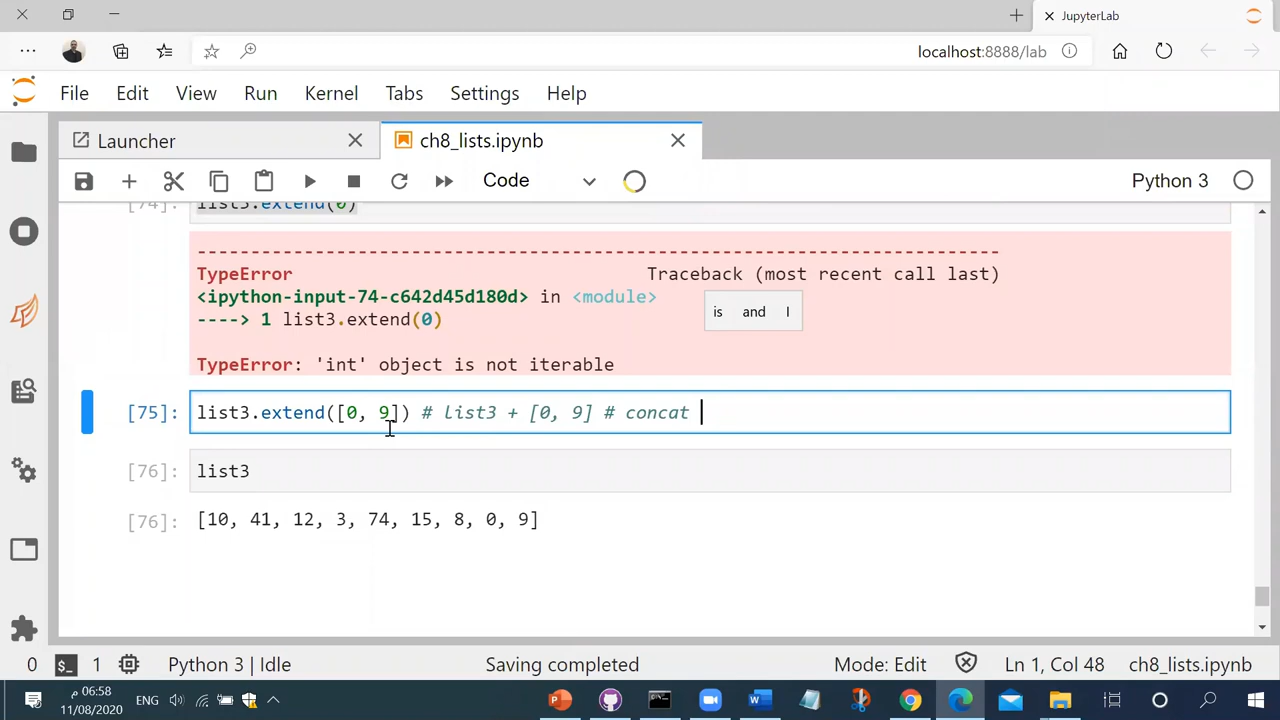 JupyterLab
localhost:8888/lab
File Edit View Run Kernel Tabs Settings Help
Launcher
ch8_lists.ipynb
Code
Python 3
[74]: list3.extend(0)
---------------------------------------------------------------------------
TypeError Traceback (most recent call last)
<ipython-input-74-c642d45d180d> in <module>
----> 1 list3.extend(0)
is and I
TypeError: 'int' object is not iterable
[75]: list3.extend([0, 9]) # list3 + [0, 9] # concat
[76]: list3
[76]: [10, 41, 12, 3, 74, 15, 8, 0, 9]
0 1 Python 3 | Idle Saving completed Mode: Edit Ln 1, Col 48 ch8_lists.ipynb
ENG
06:58 م
11/08/2020